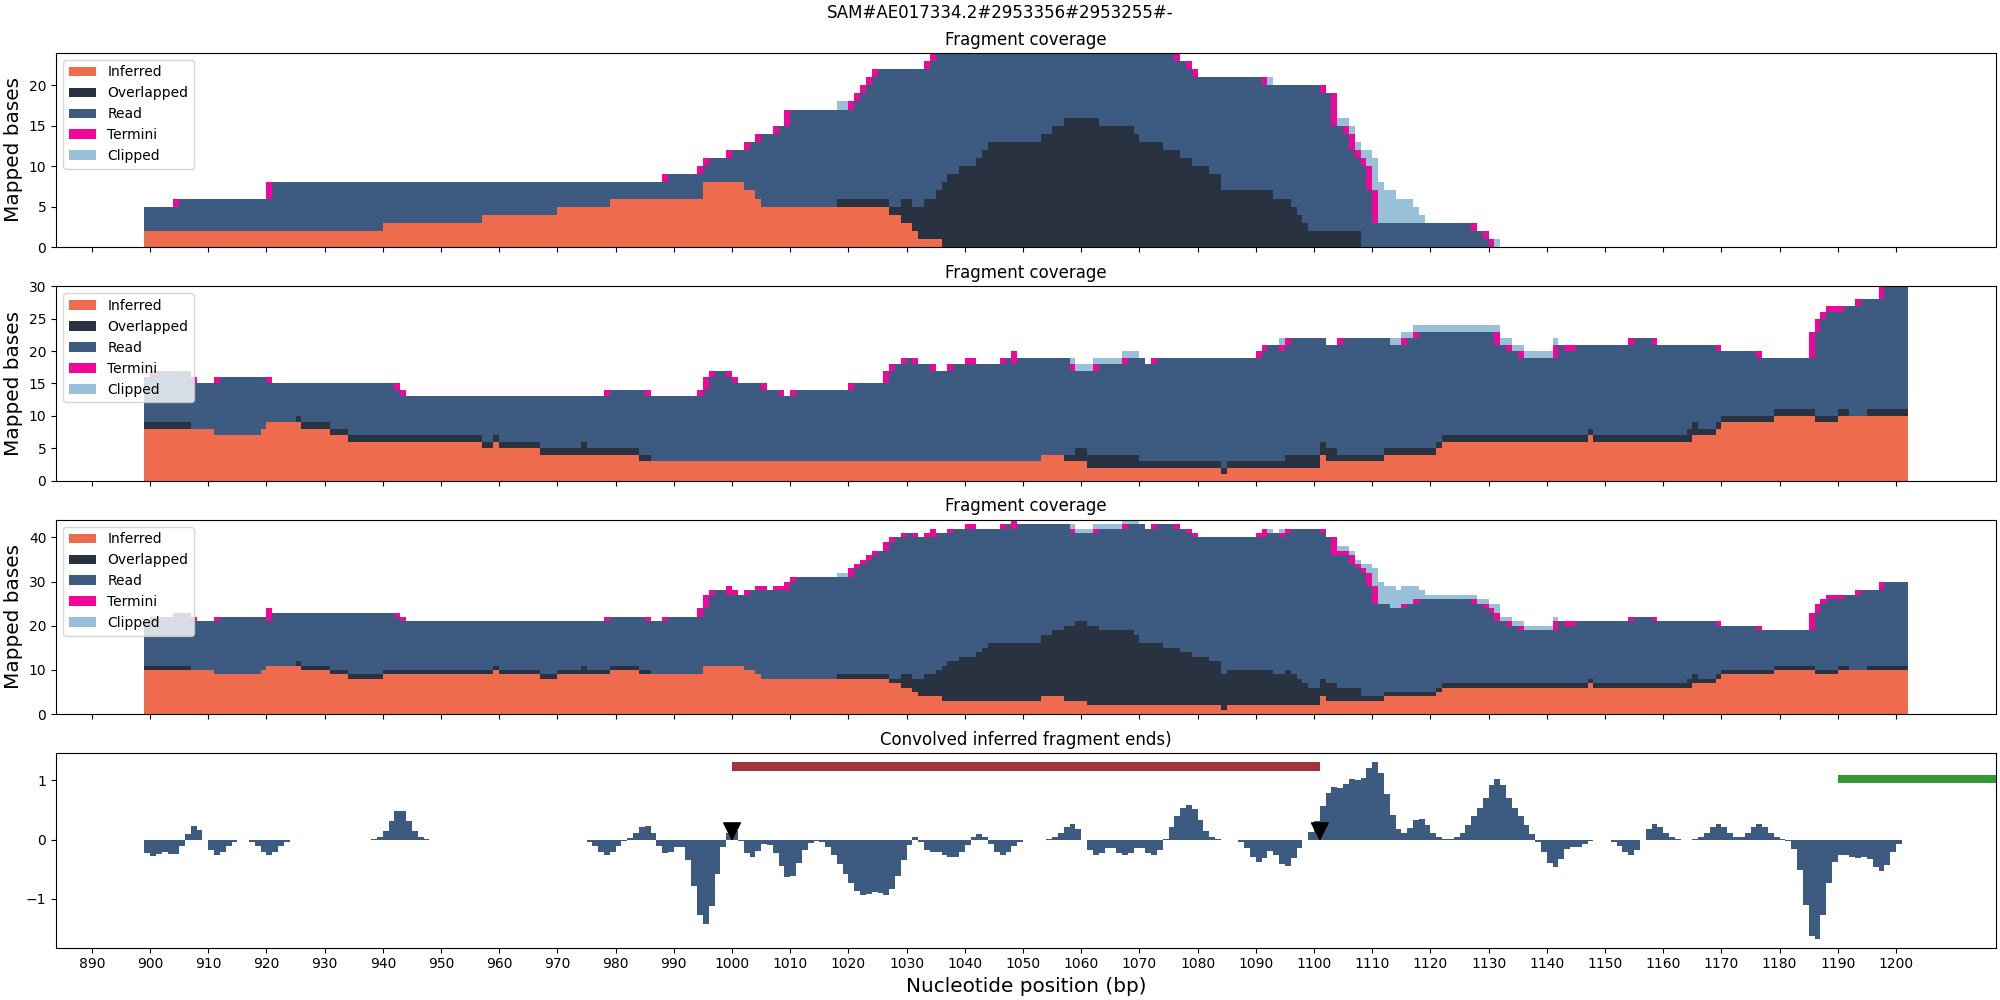 SAM#AE017334.2#2953356#2953255#-
Fragment coverage
Mapped bases
20
15
10
5
0
Inferred
Overlapped
Read
Termini
Clipped
Fragment coverage
Mapped bases
30
25
20
15
10
5
0
Inferred
Overlapped
Read
Termini
Clipped
Fragment coverage
Mapped bases
40
30
20
10
0
Inferred
Overlapped
Read
Termini
Clipped
Convolved inferred fragment ends)
1
0
−1
890 900 910 920 930 940 950 960 970 980 990 1000 1010 1020 1030 1040 1050 1060 1070 1080 1090 1100 1110 1120 1130 1140 1150 1160 1170 1180 1190 1200
Nucleotide position (bp)